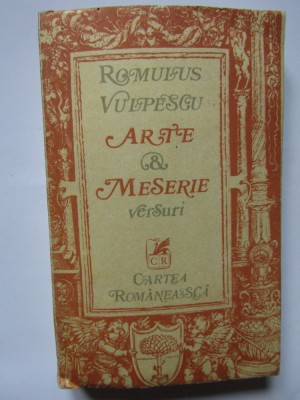 ROMULUS
VULPESCU
ARTE
&
MESERIE
versuri
CR
CARTEA
ROMÂNEASCĂ